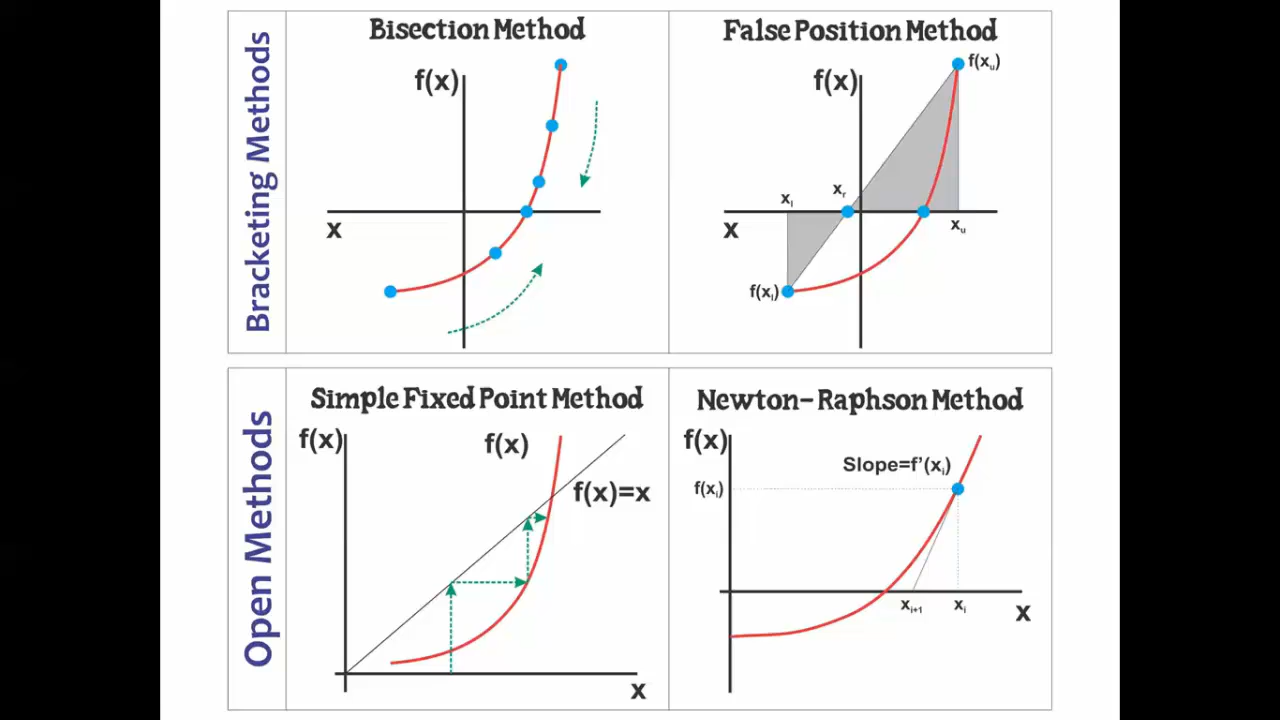 Bracketing Methods
Bisection Method
f(x)
x
False Position Method
f(x)
f(xᵤ)
xₗ
xᵣ
x
xᵤ
f(xₗ)
Open Methods
Simple Fixed Point Method
f(x)
f(x)
f(x)=x
x
Newton-Raphson Method
f(x)
Slope=f'(xᵢ)
f(xᵢ)
xᵢ₊₁
xᵢ
x